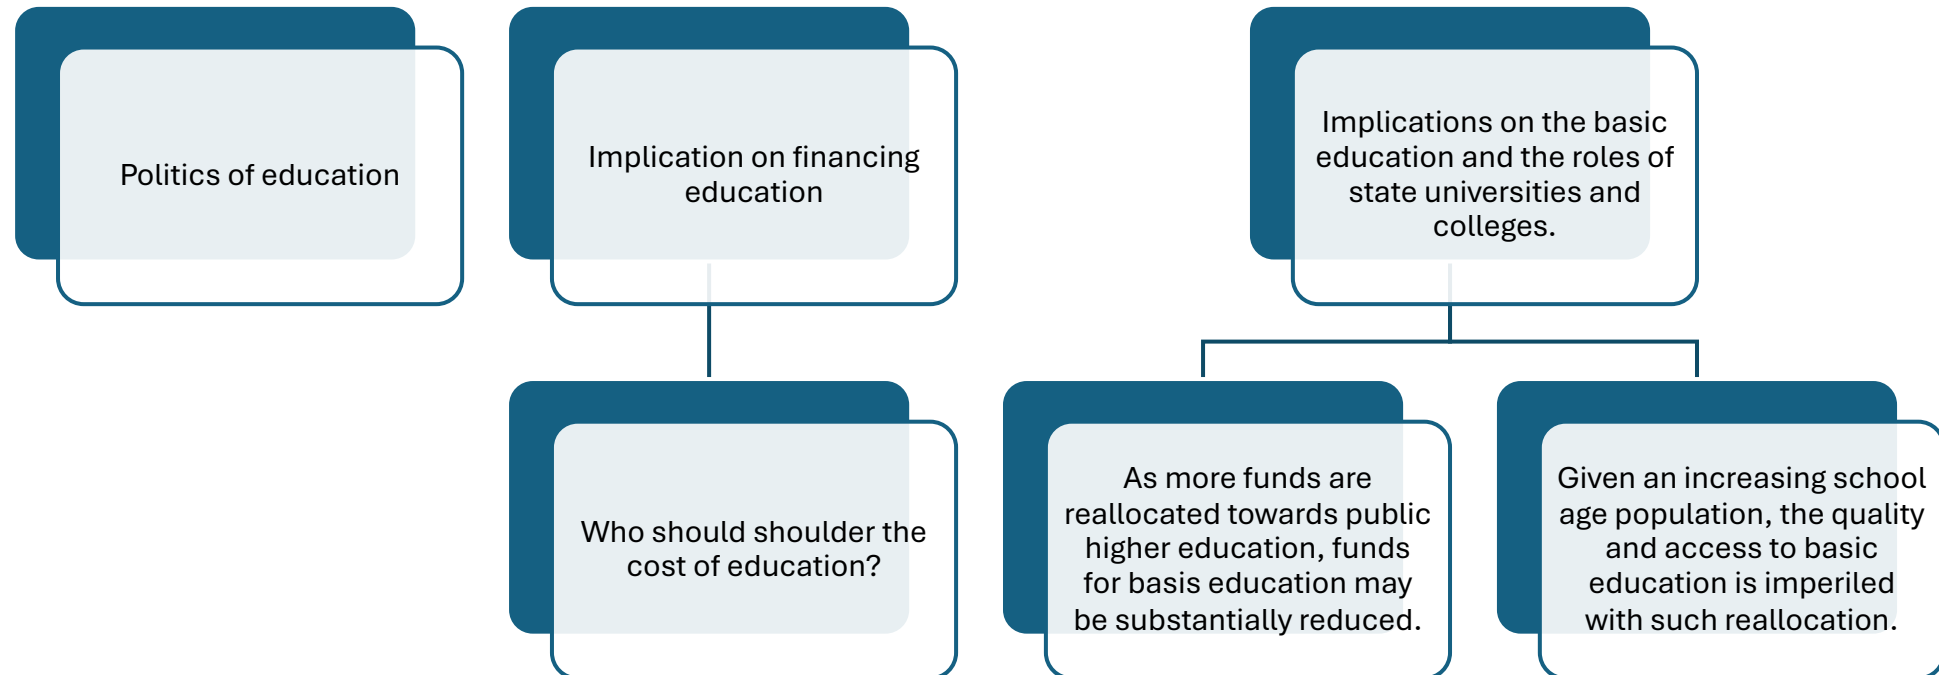 Politics of education
Implication on financing
education
Implications on the basic
education and the roles of
state universities and
colleges.
Who should shoulder the
cost of education?
As more funds are
reallocated towards public
higher education, funds
for basis education may
be substantially reduced.
Given an increasing school
age population, the quality
and access to basic
education is imperiled
with such reallocation.